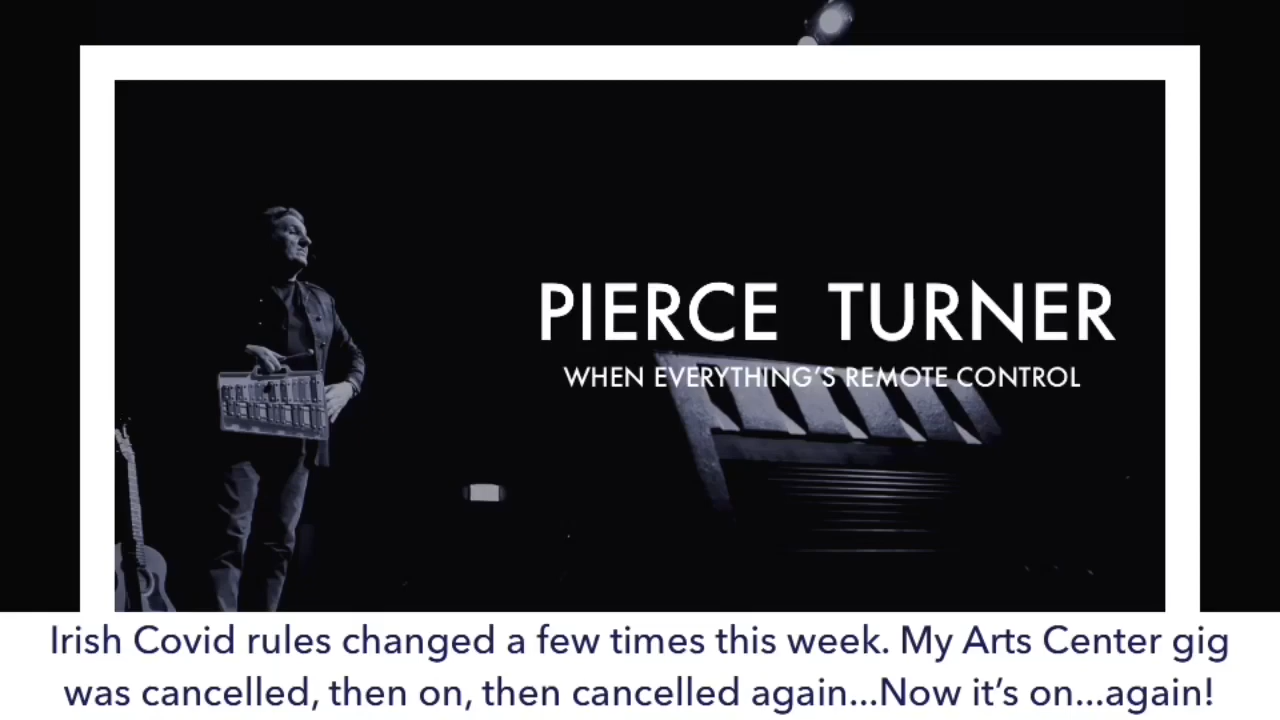 PIERCE TURNER
WHEN EVERYTHING'S REMOTE CONTROL
Irish Covid rules changed a few times this week. My Arts Center gig
was cancelled, then on, then cancelled again...Now it's on...again!